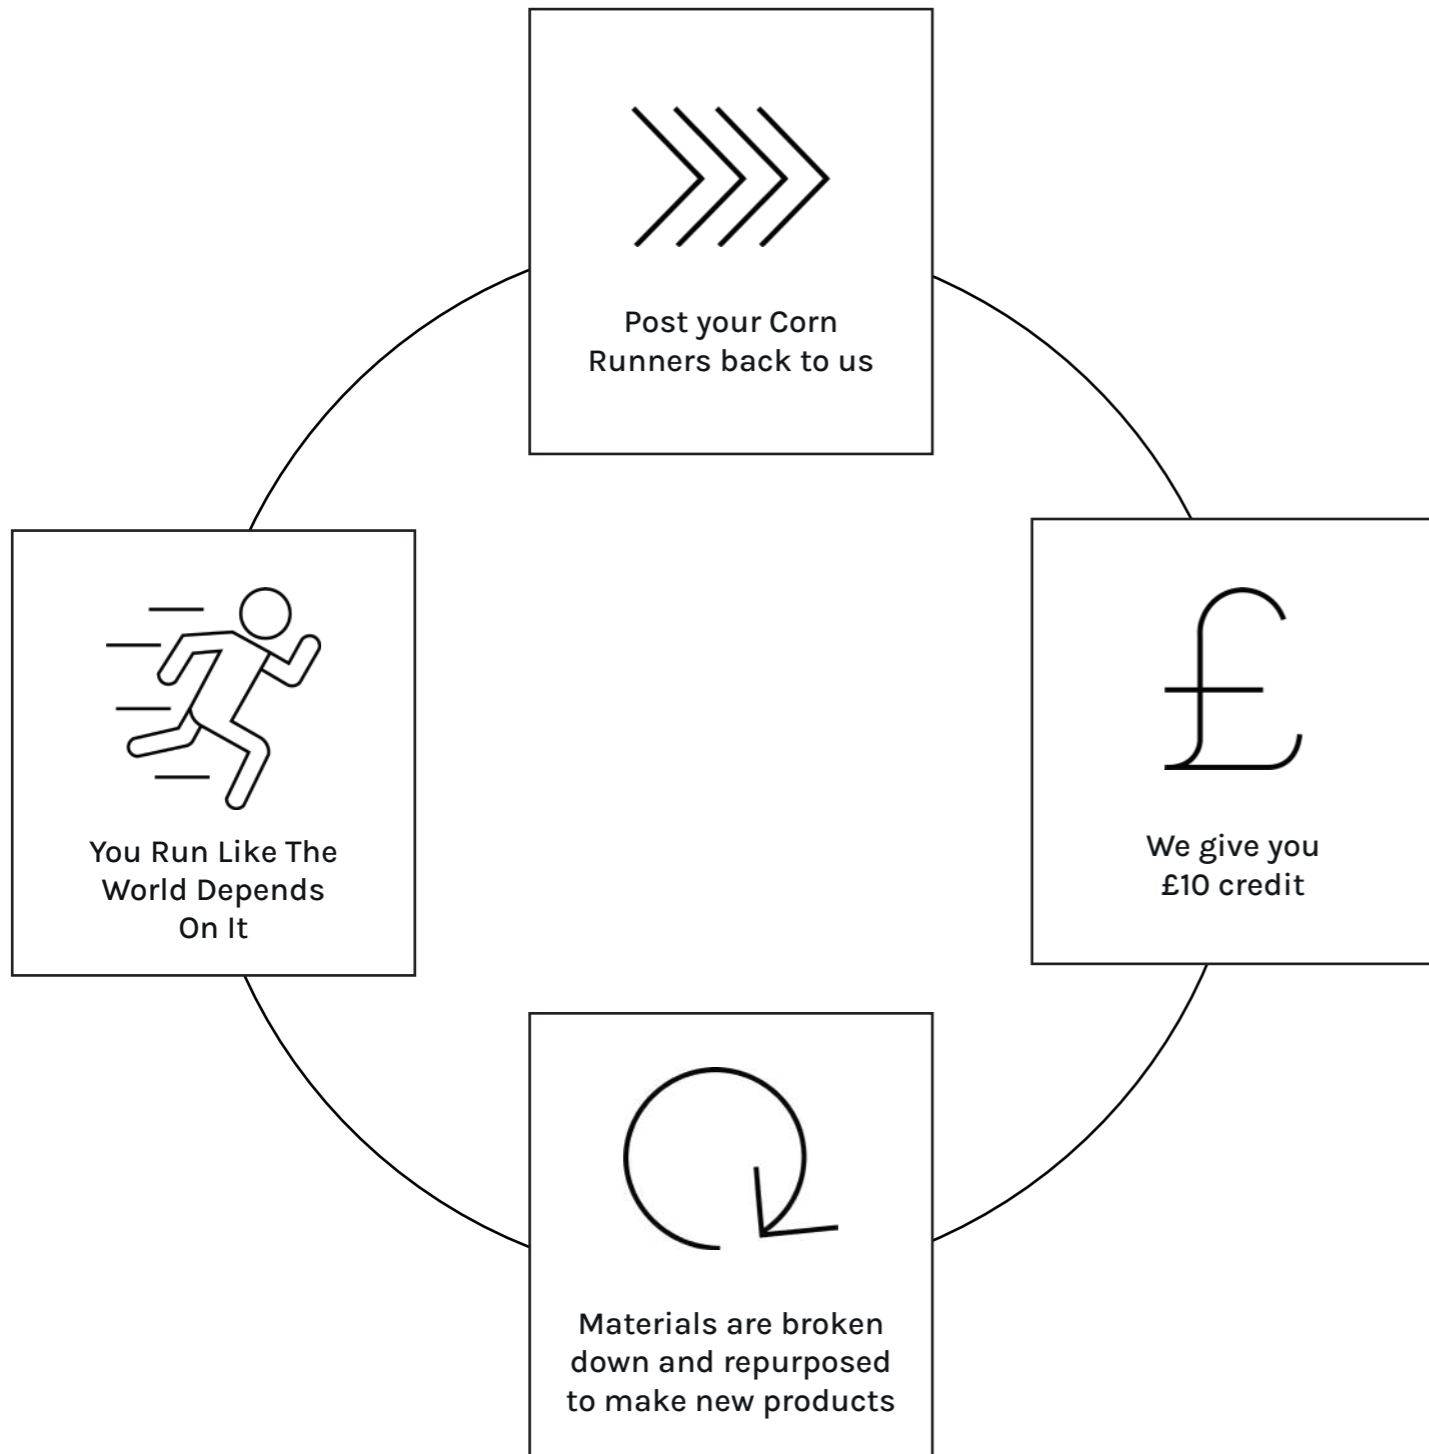 Post your Corn
Runners back to us
You Run Like The
World Depends
On It
We give you
£10 credit
Materials are broken
down and repurposed
to make new products